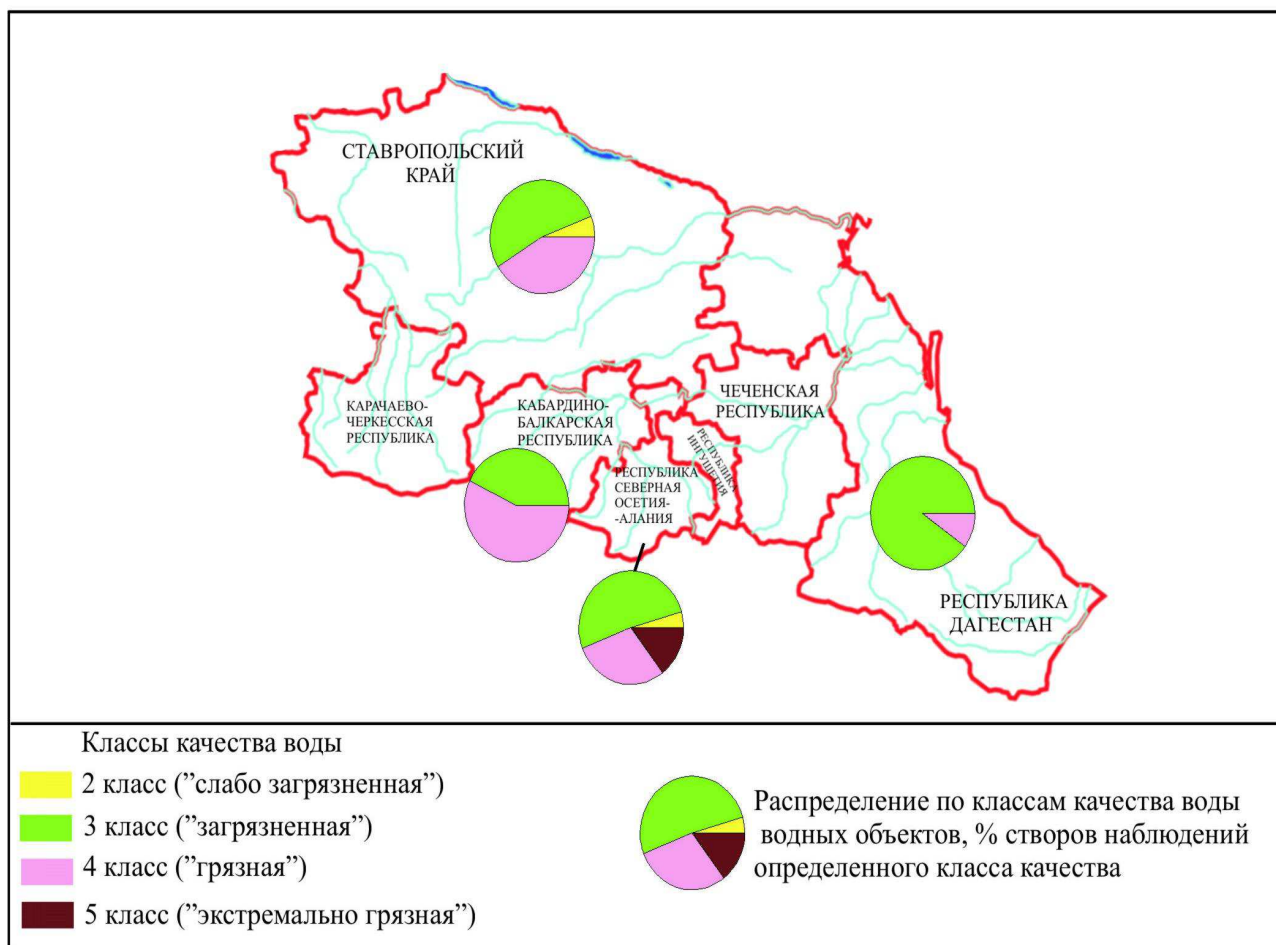 СТАВРОПОЛЬСКИЙ
КРАЙ
КАРАЧАЕВО-
ЧЕРКЕССКАЯ
РЕСПУБЛИКА
КАБАРДИНО-
БАЛКАРСКАЯ
РЕСПУБЛИКА
РЕСПУБЛИКА
СЕВЕРНАЯ
ОСЕТИЯ-
-АЛАНИЯ
РЕСПУБЛИКА
ИНГУШЕТИЯ
ЧЕЧЕНСКАЯ
РЕСПУБЛИКА
РЕСПУБЛИКА
ДАГЕСТАН
Классы качества воды
2 класс (”слабо загрязненная”)
3 класс (”загрязненная”)
4 класс (”грязная”)
5 класс (”экстремально грязная”)
Распределение по классам качества воды
водных объектов, % створов наблюдений
определенного класса качества